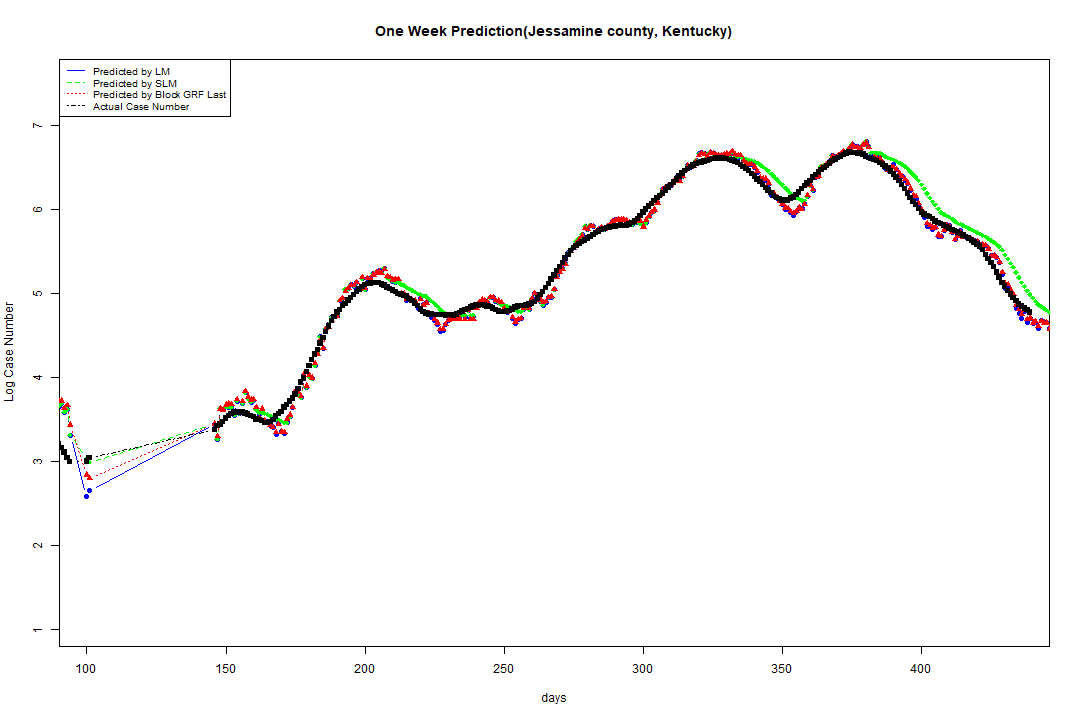 One Week Prediction(Jessamine county, Kentucky)
Predicted by LM
Predicted by SLM
Predicted by Block GRF Last
Actual Case Number
Log Case Number
7
6
5
4
3
2
1
100 150 200 250 300 350 400
days